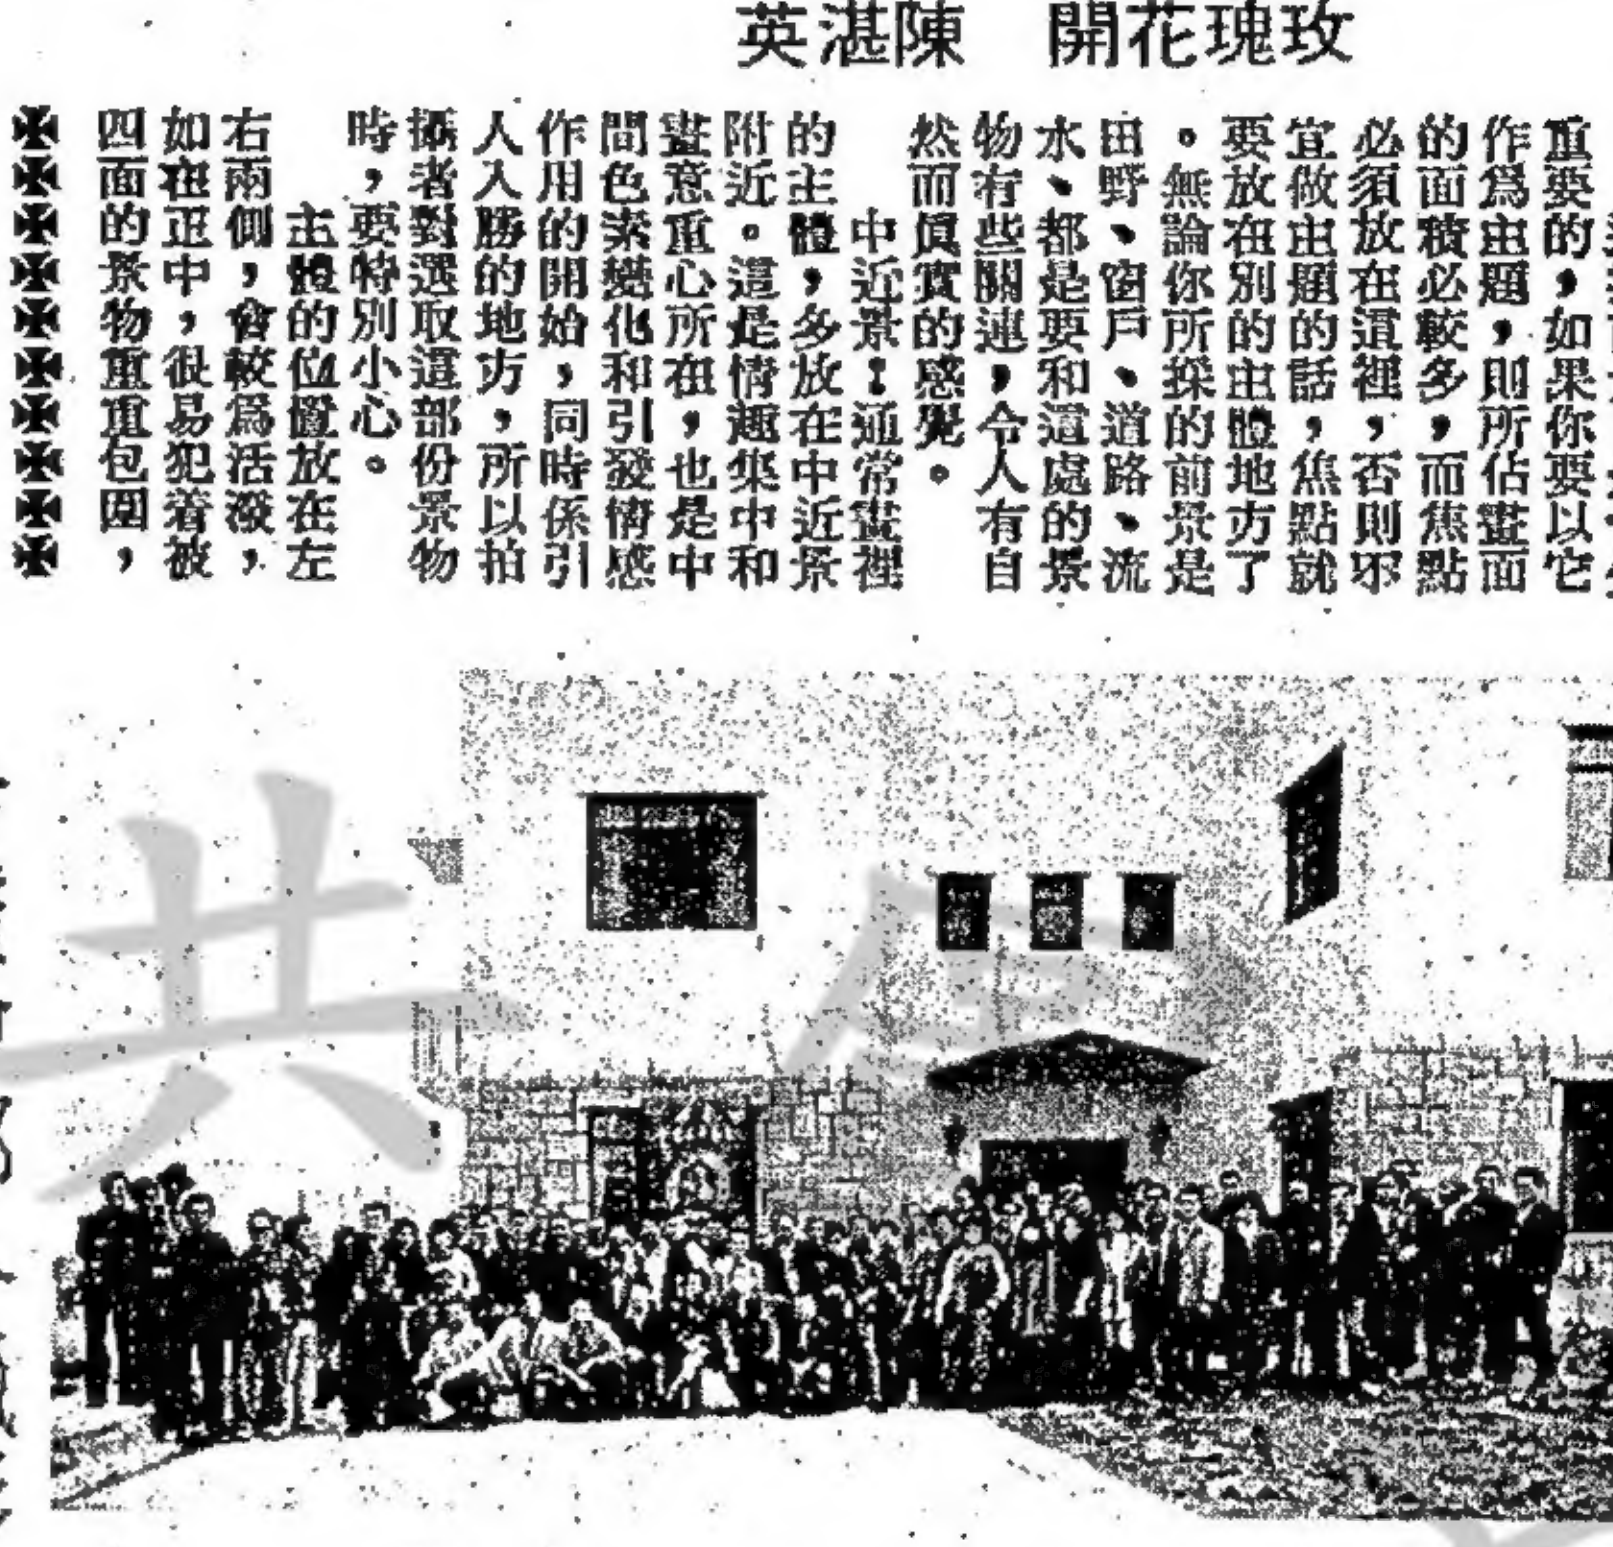 玫瑰花開　陳湛英
重要的，如果你要以它
作爲主題，則所佔畫面
的面積必較多，而焦點
必須放在這裡，否則不
宜做主題的話，焦點就
要放在別的主體地方了
。無論你所採的前景是
田野、窗戶、道路、流
水、都是要和這處的景
物有些關連，令人有自
然而眞實的感覺。
中近景：通常畫裡
的主體，多放在中近景
附近。這是情趣集中和
畫意重心所在，也是中
間色素變化和引發情感
作用的開始，同時係引
人入勝的地方，所以拍
攝者對選取這部份景物
時，要特別小心。
主體的位置放在左
右兩側，會較爲活潑，
如在正中，很易犯着被
四面的景物重重包圍，
共